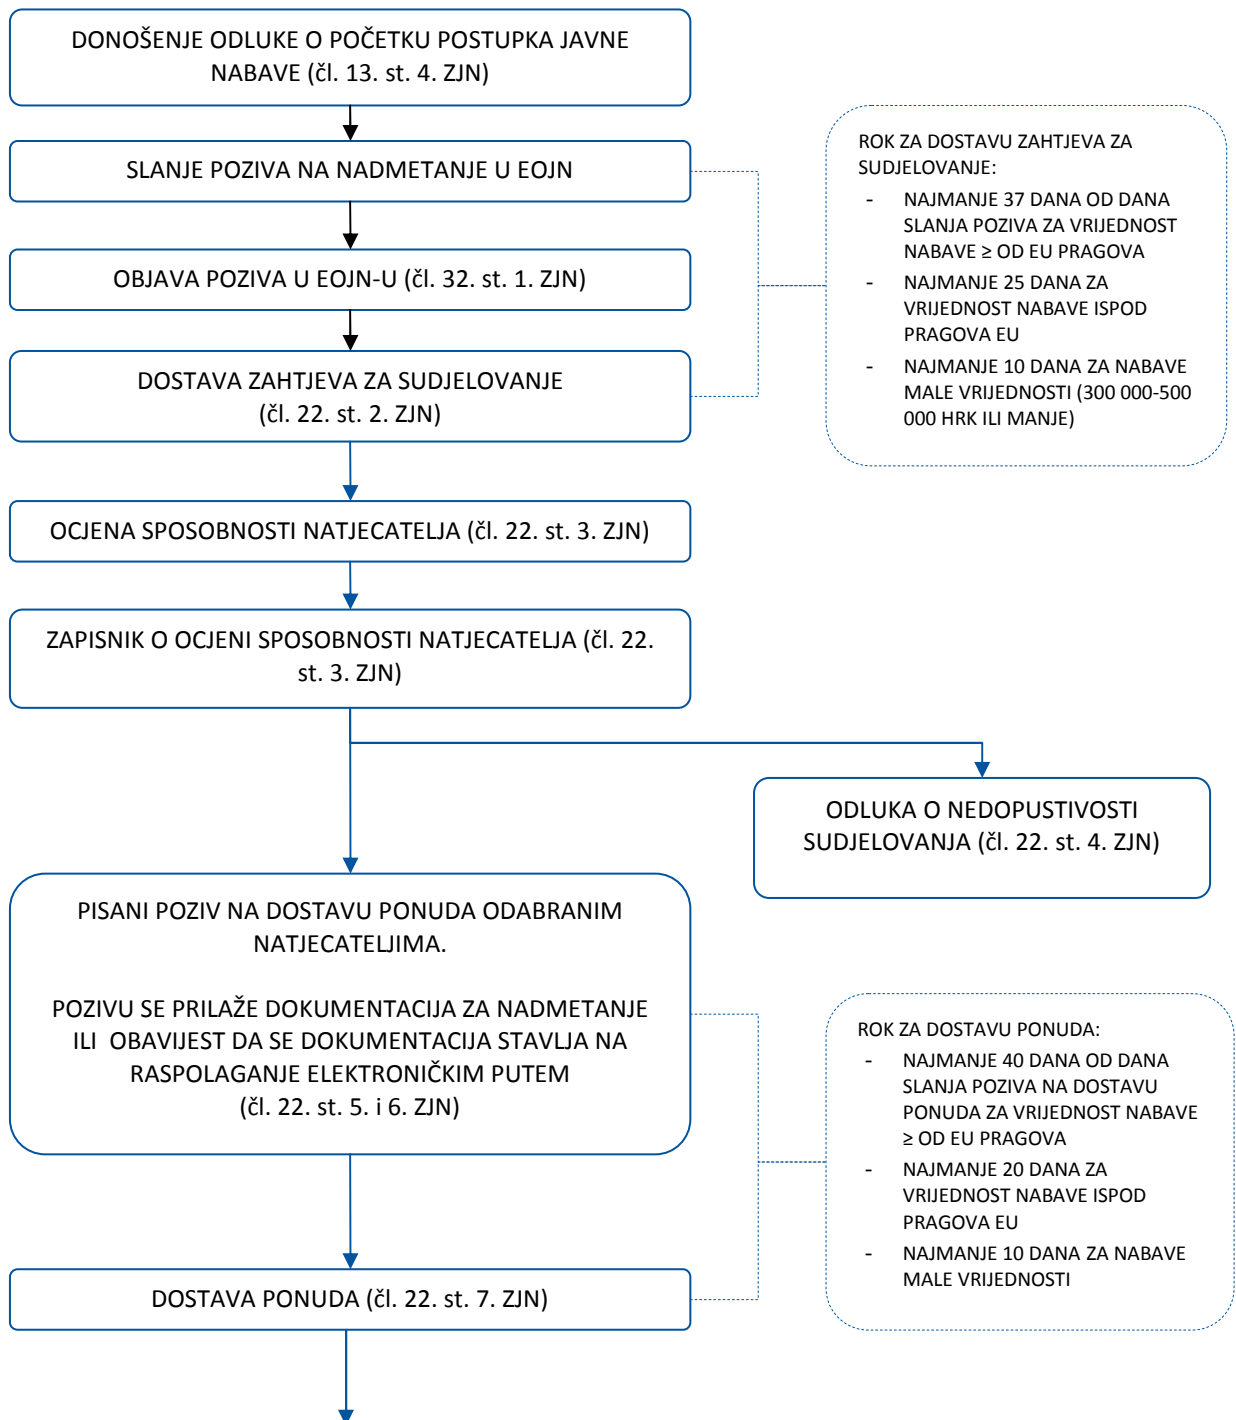 DONOŠENJE ODLUKE O POČETKU POSTUPKA JAVNE
NABAVE (čl. 13. st. 4. ZJN)
SLANJE POZIVA NA NADMETANJE U EOJN
OBJAVA POZIVA U EOJN-U (čl. 32. st. 1. ZJN)
DOSTAVA ZAHTJEVA ZA SUDJELOVANJE
(čl. 22. st. 2. ZJN)
ROK ZA DOSTAVU ZAHTJEVA ZA
SUDJELOVANJE:
- NAJMANJE 37 DANA OD DANA
SLANJA POZIVA ZA VRIJEDNOST
NABAVE ≥ OD EU PRAGOVA
- NAJMANJE 25 DANA ZA
VRIJEDNOST NABAVE ISPOD
PRAGOVA EU
- NAJMANJE 10 DANA ZA NABAVE
MALE VRIJEDNOSTI (300 000-500
000 HRK ILI MANJE)
OCJENA SPOSOBNOSTI NATJECATELJA (čl. 22. st. 3. ZJN)
ZAPISNIK O OCJENI SPOSOBNOSTI NATJECATELJA (čl. 22.
st. 3. ZJN)
ODLUKA O NEDOPUSTIVOSTI
SUDJELOVANJA (čl. 22. st. 4. ZJN)
PISANI POZIV NA DOSTAVU PONUDA ODABRANIM
NATJECATELJIMA.
POZIVU SE PRILAŽE DOKUMENTACIJA ZA NADMETANJE
ILI OBAVIJEST DA SE DOKUMENTACIJA STAVLJA NA
RASPOLAGANJE ELEKTRONIČKIM PUTEM
(čl. 22. st. 5. i 6. ZJN)
ROK ZA DOSTAVU PONUDA:
- NAJMANJE 40 DANA OD DANA
SLANJA POZIVA NA DOSTAVU
PONUDA ZA VRIJEDNOST NABAVE
≥ OD EU PRAGOVA
- NAJMANJE 20 DANA ZA
VRIJEDNOST NABAVE ISPOD
PRAGOVA EU
- NAJMANJE 10 DANA ZA NABAVE
MALE VRIJEDNOSTI
DOSTAVA PONUDA (čl. 22. st. 7. ZJN)